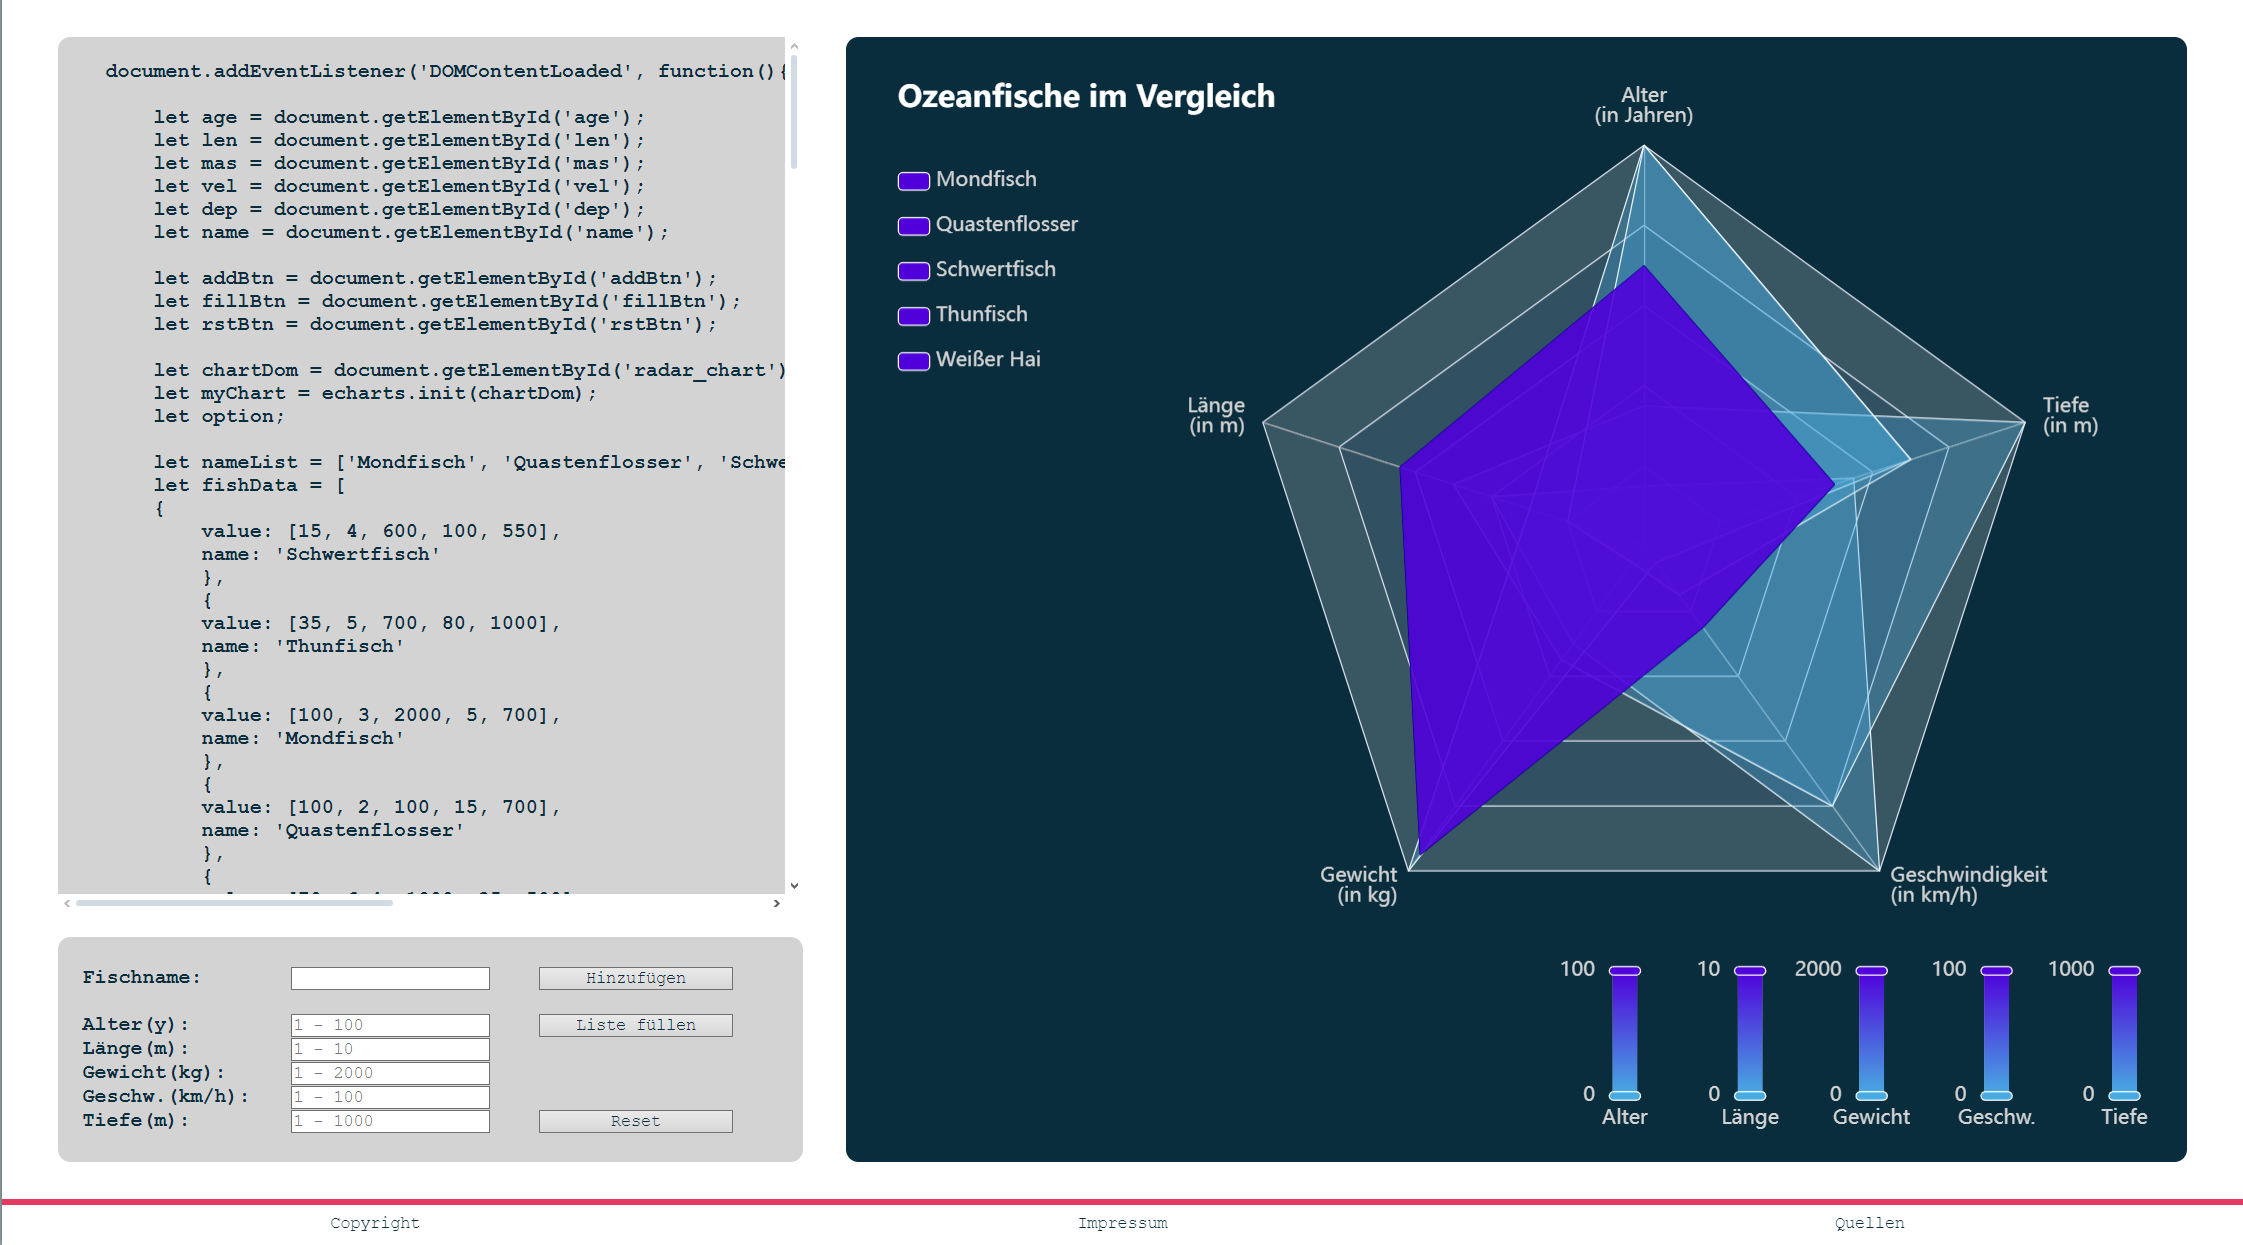 document.addEventListener('DOMContentLoaded', function(){
let age = document.getElementById('age');
let len = document.getElementById('len');
let mas = document.getElementById('mas');
let vel = document.getElementById('vel');
let dep = document.getElementById('dep');
let name = document.getElementById('name');
let addBtn = document.getElementById('addBtn');
let fillBtn = document.getElementById('fillBtn');
let rstBtn = document.getElementById('rstBtn');
let chartDom = document.getElementById('radar_chart')
let myChart = echarts.init(chartDom);
let option;
let nameList = ['Mondfisch', 'Quastenflosser', 'Schwe
let fishData = [
{
value: [15, 4, 600, 100, 550],
name: 'Schwertfisch'
},
{
value: [35, 5, 700, 80, 1000],
name: 'Thunfisch'
},
{
value: [100, 3, 2000, 5, 700],
name: 'Mondfisch'
},
{
value: [100, 2, 100, 15, 700],
name: 'Quastenflosser'
},
{
Fischname:
Hinzufügen
Alter(y): 1 - 100
Liste füllen
Länge(m): 1 - 10
Gewicht(kg): 1 - 2000
Geschw.(km/h): 1 - 100
Tiefe(m): 1 - 1000
Reset
Ozeanfische im Vergleich
Mondfisch
Quastenflosser
Schwertfisch
Thunfisch
Weißer Hai
Alter
(in Jahren)
Länge
(in m)
Tiefe
(in m)
Gewicht
(in kg)
Geschwindigkeit
(in km/h)
100 10 2000 100 1000
0 0 0 0 0
Alter Länge Gewicht Geschw. Tiefe
Copyright Impressum Quellen